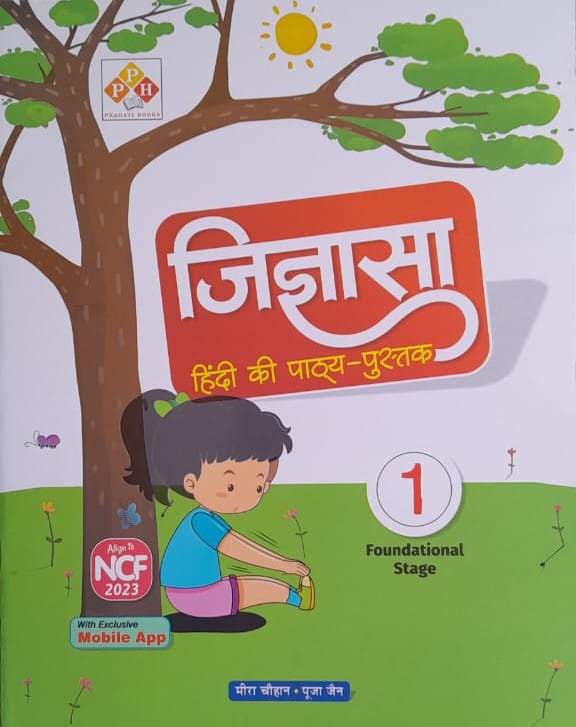 P
P H
PRAGATI BOOKS
जिज्ञासा
हिंदी की पाठ्य-पुस्तक
1
Foundational
Stage
Align To
NCF
2023
With Exclusive
Mobile App
मीरा चौहान • पूजा जैन